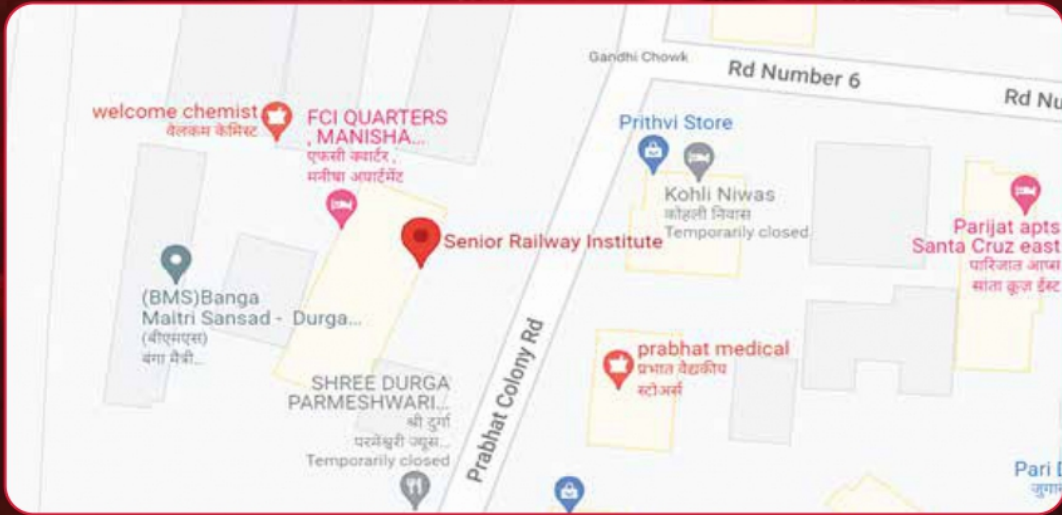 Gandhi Chowk
Rd Number 6
Rd Nu
welcome chemist
वेलकम केमिस्ट
FCI QUARTERS
, MANISHA...
एफसी क्वार्टर ,
मनीषा अपार्टमेंट
Prithvi Store
Kohli Niwas
कोहली निवास
Temporarily closed
Parijat apts
Santa Cruz east
पारिजात आप्स
सांता क्रूज़ ईस्ट
Senior Railway Institute
(BMS)Banga
Maitri Sansad - Durga...
(बीएमएस)
बंगा मैत्री...
Prabhat Colony Rd
prabhat medical
प्रभात वैद्यकीय
स्टोअर्स
SHREE DURGA
PARMESHWARI...
श्री दुर्गा
परमेश्वरी ज्यूस...
Temporarily closed
Pari
जुगा